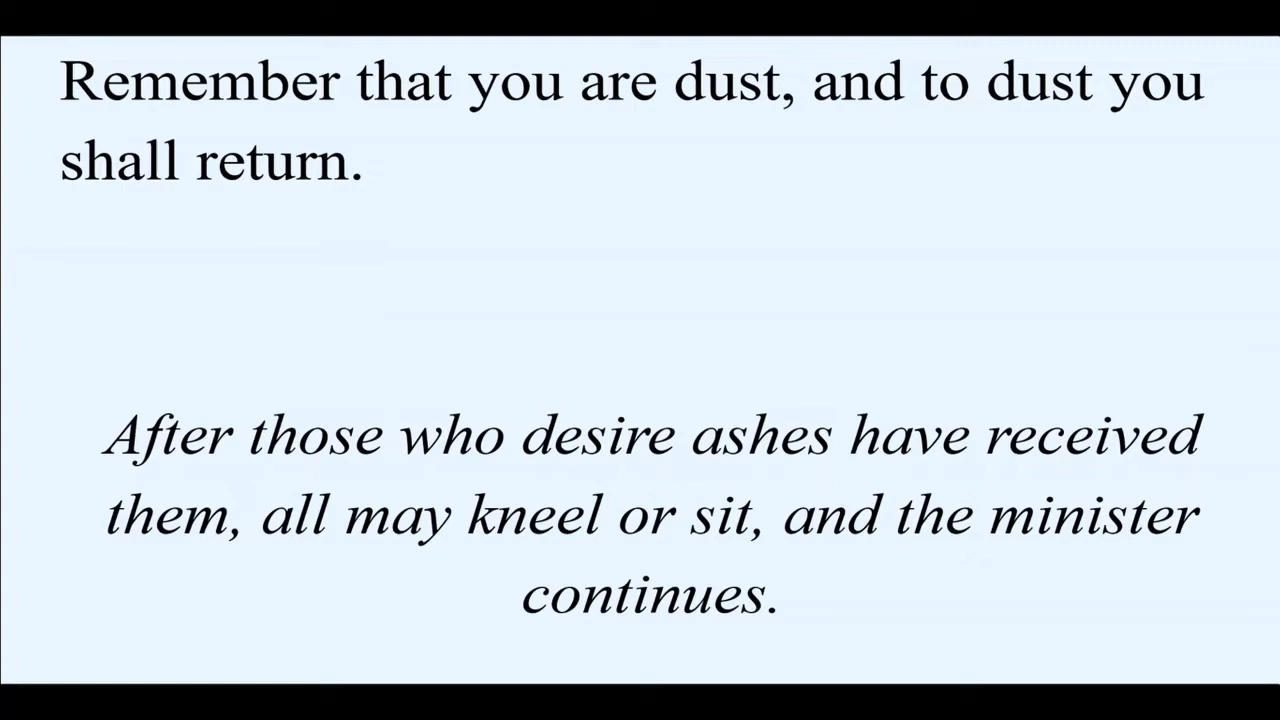 Remember that you are dust, and to dust you
shall return.
After those who desire ashes have received
them, all may kneel or sit, and the minister
continues.